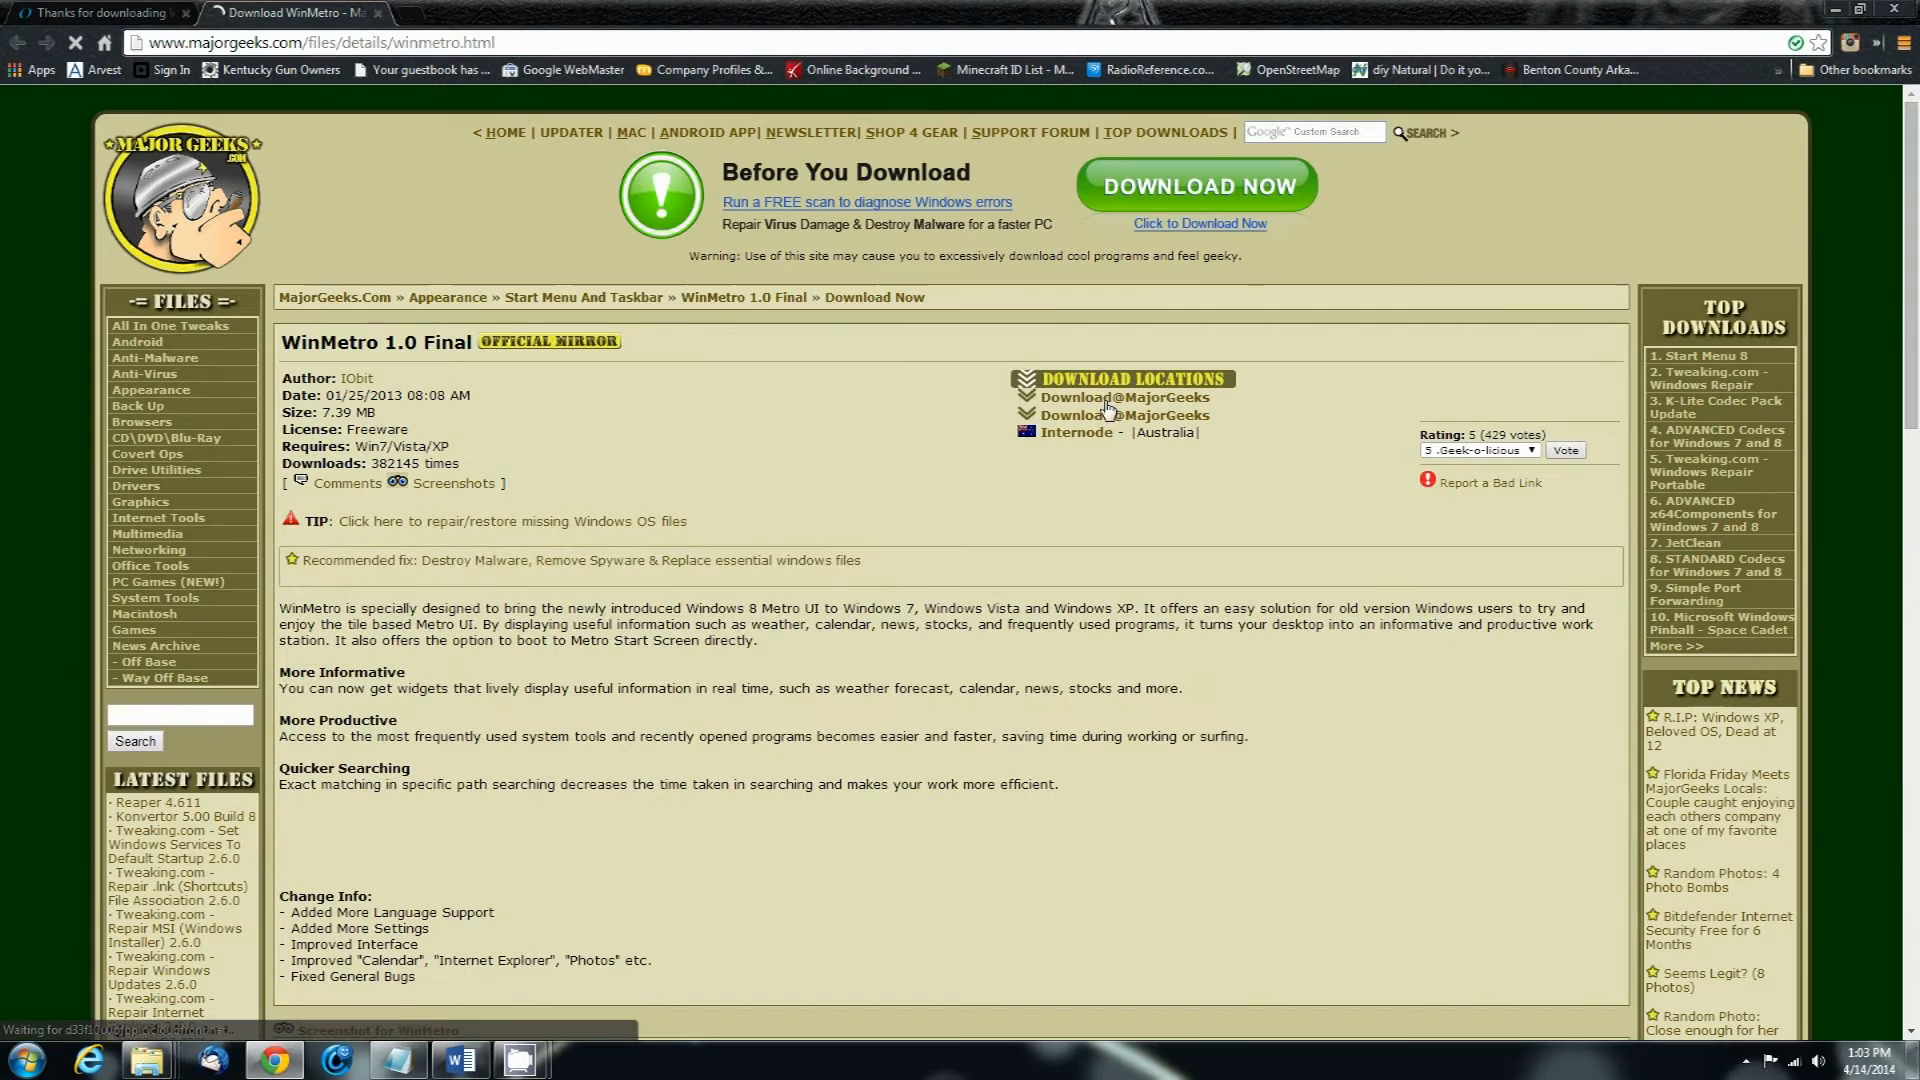 Thanks for downloading
Download WinMetro - Ma
www.majorgeeks.com/files/details/winmetro.html
Apps
Arvest
Sign In
Kentucky Gun Owners
Your guestbook has ...
Google WebMaster
Company Profiles &...
Online Background ...
Minecraft ID List - M...
RadioReference.co...
OpenStreetMap
diy Natural | Do it yo...
Benton County Arka...
»
Other bookmarks
MAJOR GEEKS
.COM
< HOME | UPDATER | MAC | ANDROID APP| NEWSLETTER| SHOP 4 GEAR | SUPPORT FORUM | TOP DOWNLOADS |
Google™ Custom Search
SEARCH >
Before You Download
Run a FREE scan to diagnose Windows errors
Repair Virus Damage & Destroy Malware for a faster PC
DOWNLOAD NOW
Click to Download Now
Warning: Use of this site may cause you to excessively download cool programs and feel geeky.
-= FILES =-
All In One Tweaks
Android
Anti-Malware
Anti-Virus
Appearance
Back Up
Browsers
CD\DVD\Blu-Ray
Covert Ops
Drive Utilities
Drivers
Graphics
Internet Tools
Multimedia
Networking
Office Tools
PC Games (NEW!)
System Tools
Macintosh
Games
News Archive
- Off Base
- Way Off Base
Search
LATEST FILES
· Reaper 4.611
· Konvertor 5.00 Build 8
· Tweaking.com - Set
Windows Services To
Default Startup 2.6.0
· Tweaking.com -
Repair .lnk (Shortcuts)
File Association 2.6.0
· Tweaking.com -
Repair MSI (Windows
Installer) 2.6.0
· Tweaking.com -
Repair Windows
Updates 2.6.0
· Tweaking.com -
Repair Internet
MajorGeeks.Com » Appearance » Start Menu And Taskbar » WinMetro 1.0 Final » Download Now
WinMetro 1.0 Final OFFICIAL MIRROR
Author: IObit
Date: 01/25/2013 08:08 AM
Size: 7.39 MB
License: Freeware
Requires: Win7/Vista/XP
Downloads: 382145 times
[ Comments Screenshots ]
DOWNLOAD LOCATIONS
Download@MajorGeeks
Download@MajorGeeks
Internode - |Australia|
Rating: 5 (429 votes)
5 .Geek-o-licious
Vote
Report a Bad Link
TIP: Click here to repair/restore missing Windows OS files
Recommended fix: Destroy Malware, Remove Spyware & Replace essential windows files
WinMetro is specially designed to bring the newly introduced Windows 8 Metro UI to Windows 7, Windows Vista and Windows XP. It offers an easy solution for old version Windows users to try and
enjoy the tile based Metro UI. By displaying useful information such as weather, calendar, news, stocks, and frequently used programs, it turns your desktop into an informative and productive work
station. It also offers the option to boot to Metro Start Screen directly.
More Informative
You can now get widgets that lively display useful information in real time, such as weather forecast, calendar, news, stocks and more.
More Productive
Access to the most frequently used system tools and recently opened programs becomes easier and faster, saving time during working or surfing.
Quicker Searching
Exact matching in specific path searching decreases the time taken in searching and makes your work more efficient.
Change Info:
- Added More Language Support
- Added More Settings
- Improved Interface
- Improved "Calendar", "Internet Explorer", "Photos" etc.
- Fixed General Bugs
Screenshot for WinMetro
TOP
DOWNLOADS
1. Start Menu 8
2. Tweaking.com -
Windows Repair
3. K-Lite Codec Pack
Update
4. ADVANCED Codecs
for Windows 7 and 8
5. Tweaking.com -
Windows Repair
Portable
6. ADVANCED
x64Components for
Windows 7 and 8
7. JetClean
8. STANDARD Codecs
for Windows 7 and 8
9. Simple Port
Forwarding
10. Microsoft Windows
Pinball - Space Cadet
More >>
TOP NEWS
R.I.P: Windows XP,
Beloved OS, Dead at
12
Florida Friday Meets
MajorGeeks Locals:
Couple caught enjoying
each others company
at one of my favorite
places
Random Photos: 4
Photo Bombs
Bitdefender Internet
Security Free for 6
Months
Seems Legit? (8
Photos)
Random Photo:
Close enough for her
Waiting for
1:03 PM
4/14/2014